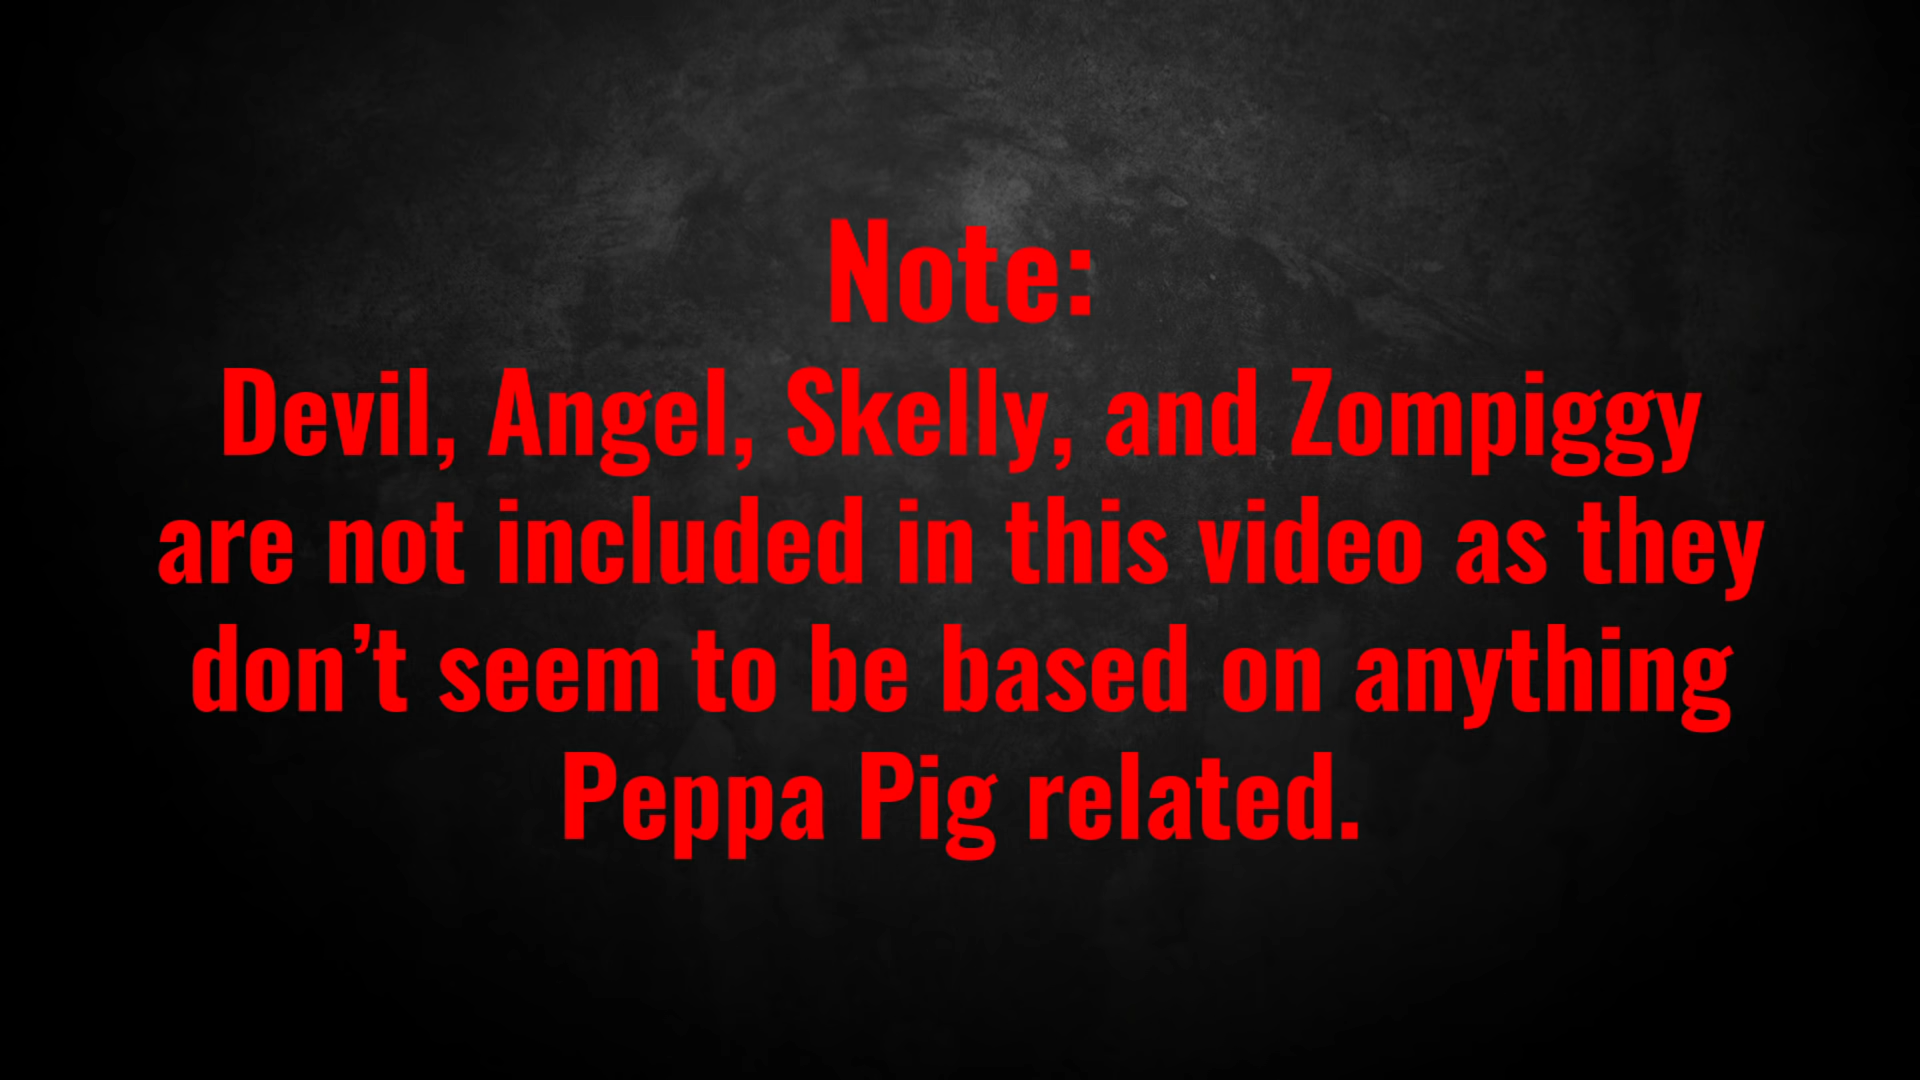 Note:
Devil, Angel, Skelly, and Zompiggy
are not included in this video as they
don’t seem to be based on anything
Peppa Pig related.